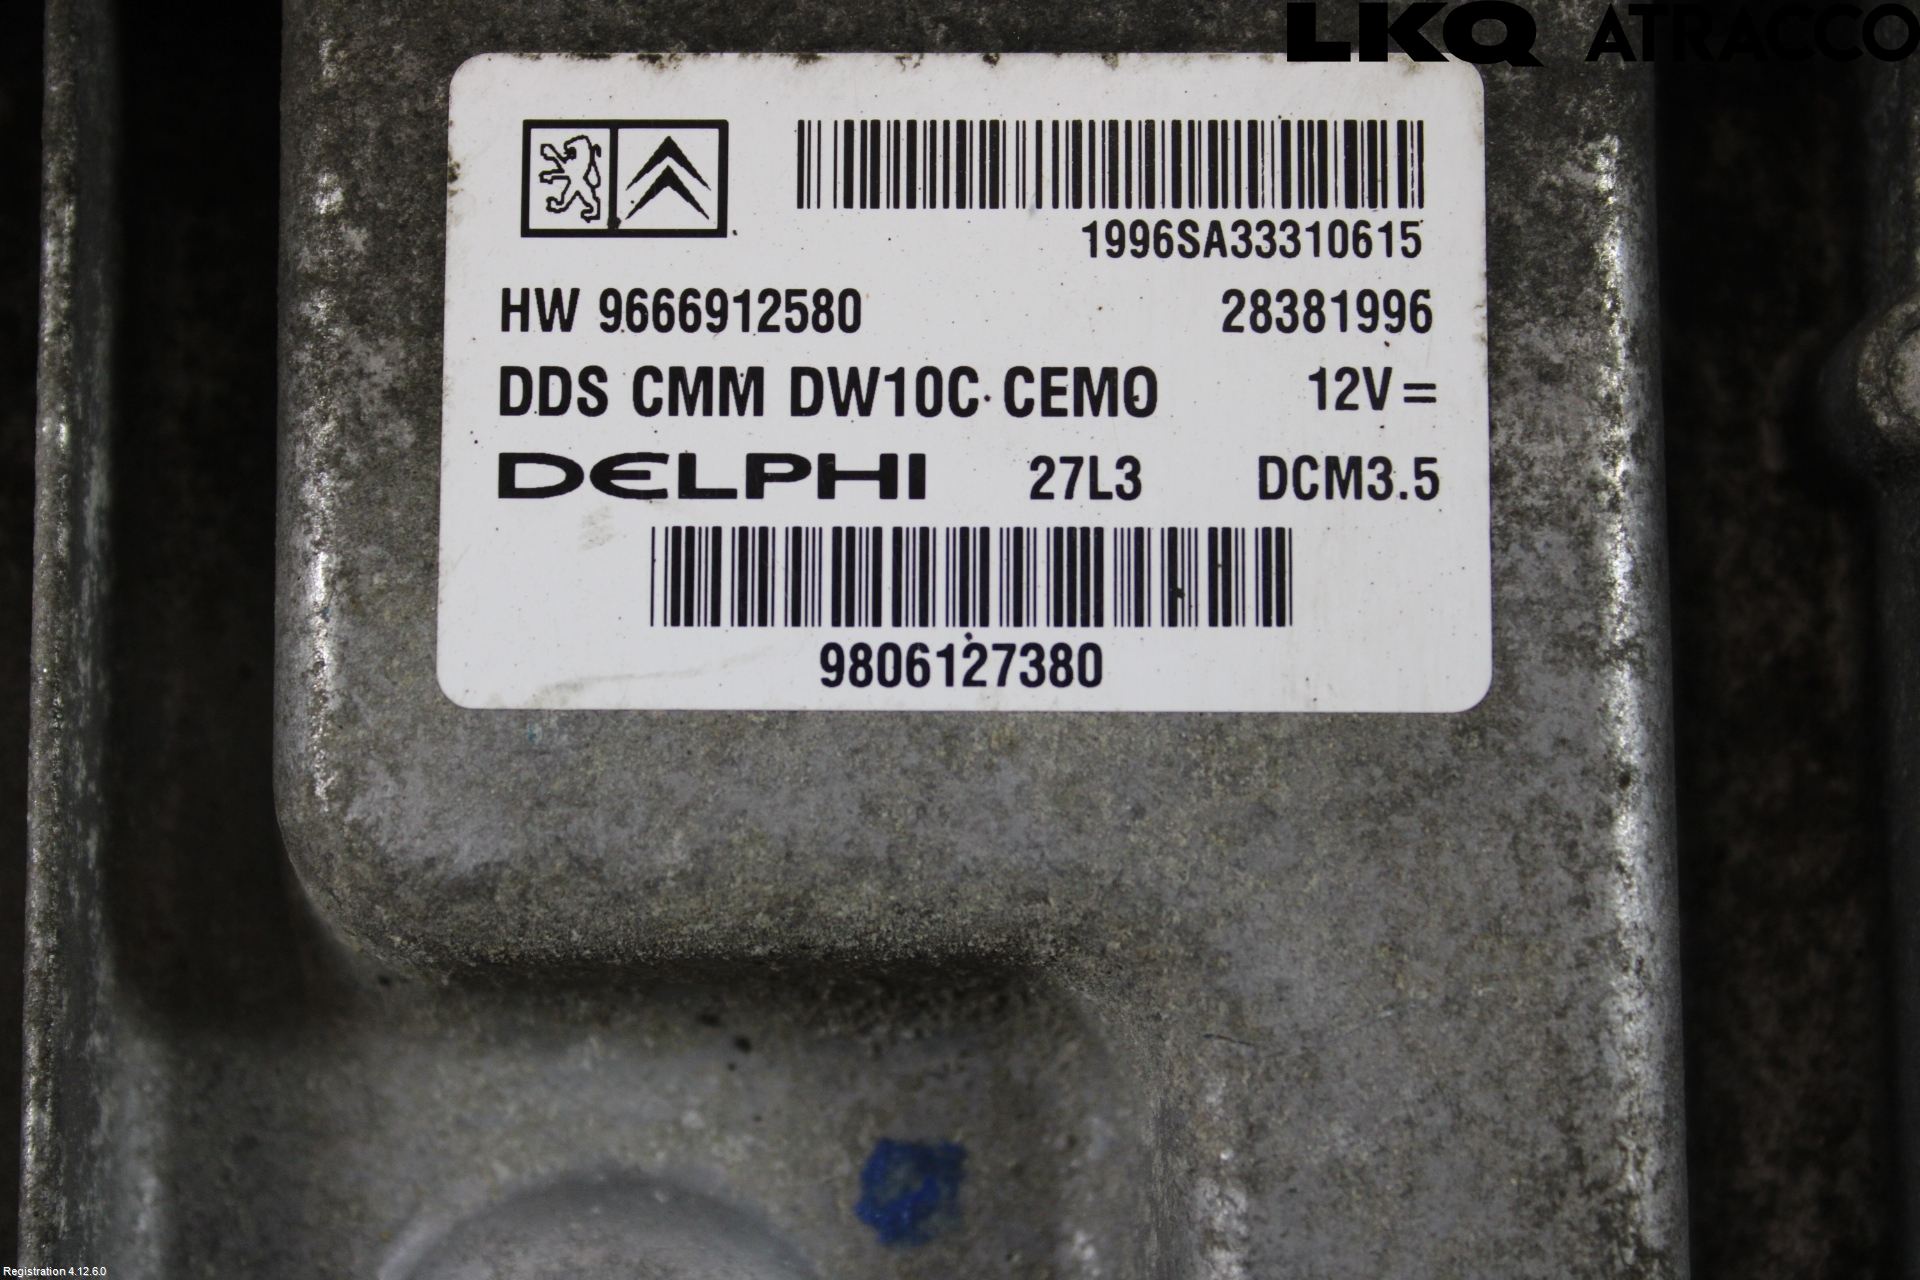 LKQ ATRACCO
1996SA33310615
HW 9666912580 28381996
DDS CMM DW10C CEMO 12V=
DELPHI 27L3 DCM3.5
9806127380
Registration 4.12.6.0